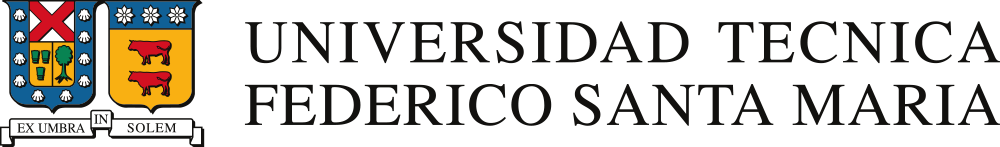 UNIVERSIDAD TECNICA
FEDERICO SANTA MARIA
EX UMBRA IN SOLEM